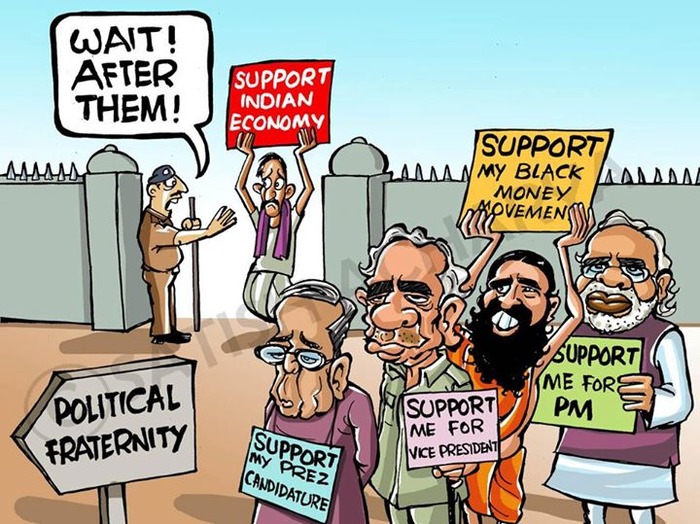 WAIT!
AFTER
THEM!
SUPPORT
INDIAN
ECONOMY
SUPPORT
MY BLACK
MONEY
MOVEMEN
POLITICAL
FRATERNITY
SUPPORT
MY PREZ
CANDIDATURE
SUPPORT
ME FOR
VICE PRESIDENT
SUPPORT
ME FOR
PM